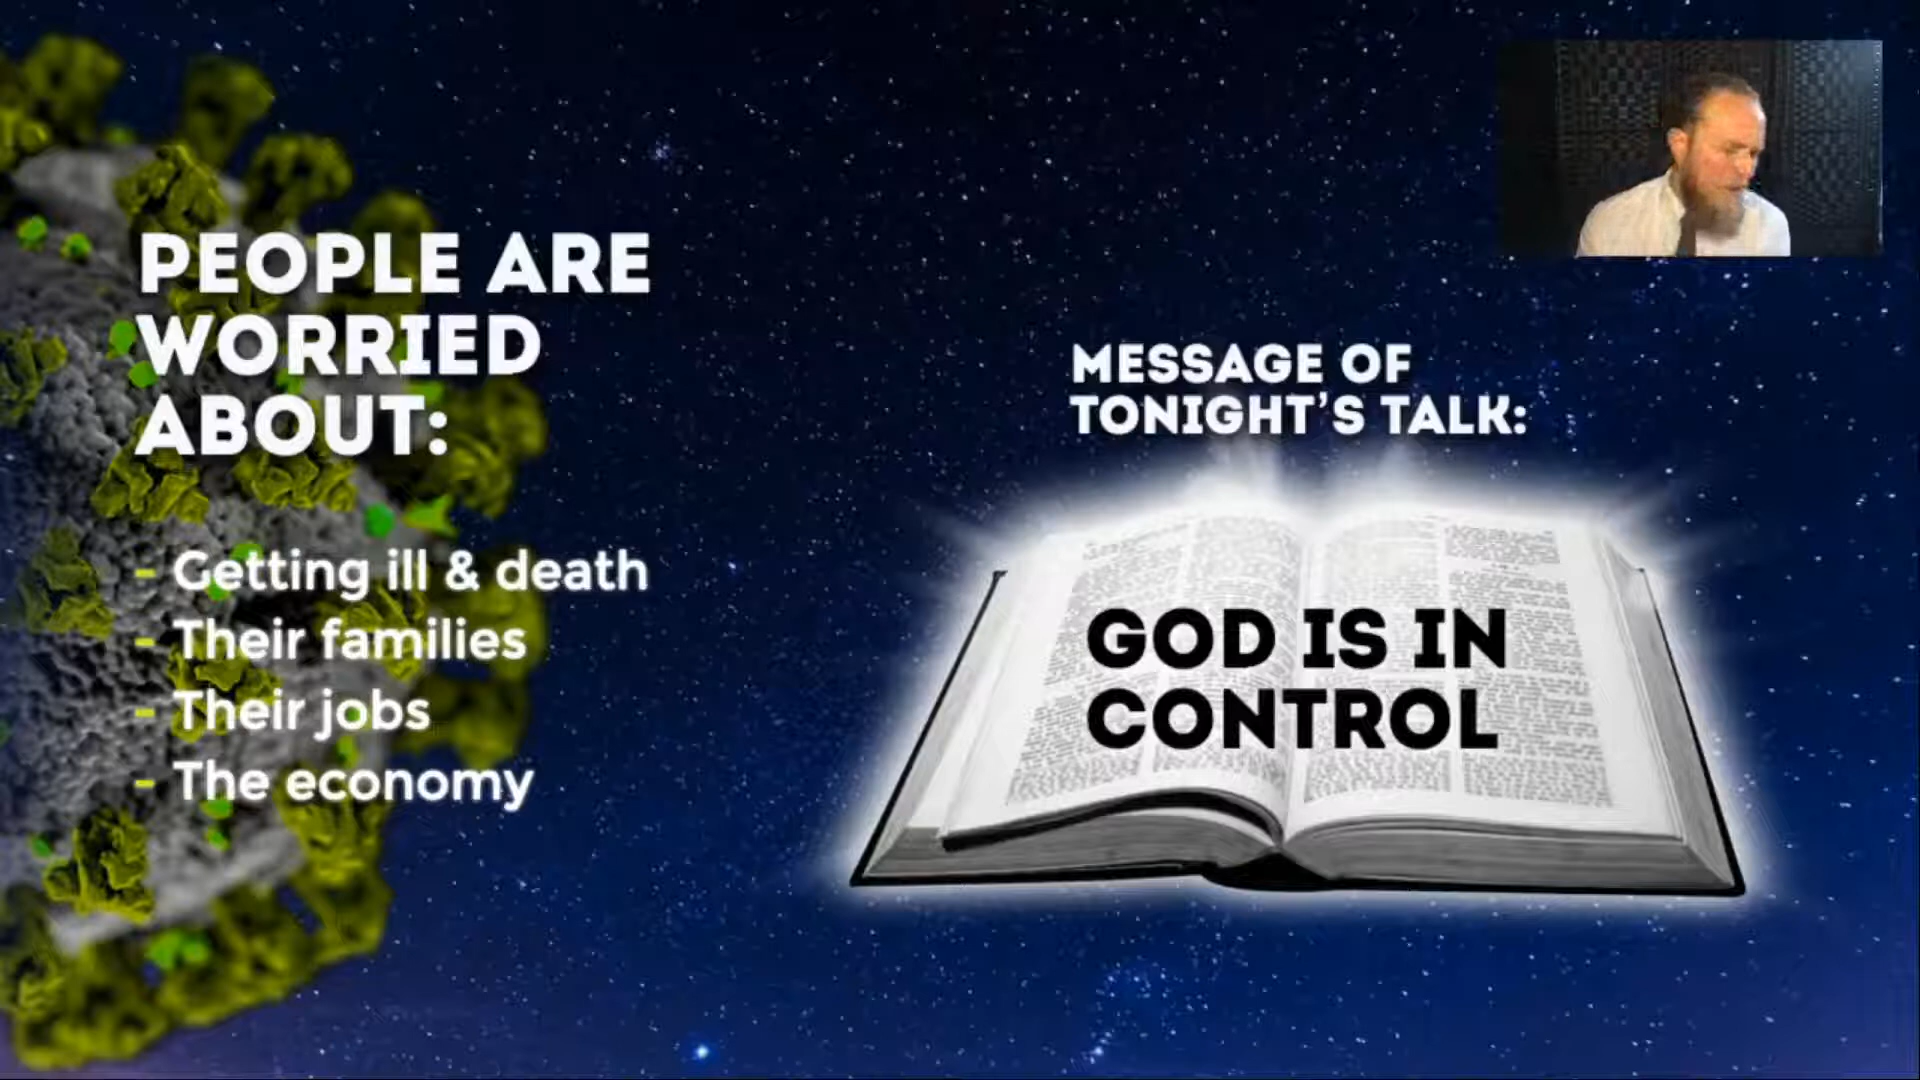 PEOPLE ARE
WORRIED
ABOUT:
- Getting ill & death
- Their families
- Their jobs
- The economy
MESSAGE OF
TONIGHT'S TALK:
GOD IS IN
CONTROL